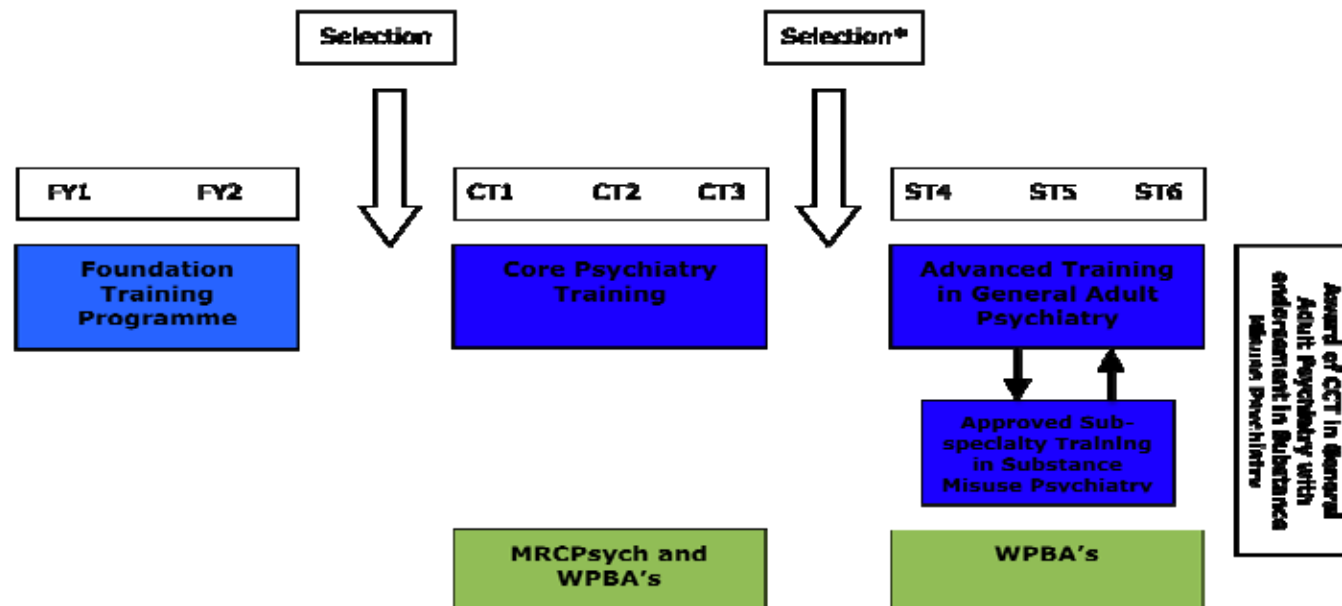 Selection
Selection*
FY1 FY2
CT1 CT2 CT3
ST4 ST5 ST6
Foundation
Training
Programme
Core Psychiatry
Training
Advanced Training
in General Adult
Psychiatry
Approved Sub-
specialty Training
in Substance
Misuse Psychiatry
MRCPsych and
WPBA’s
WPBA’s
Award of CCT in General
Adult Psychiatry with
endorsement in Substance
Misuse Psychiatry